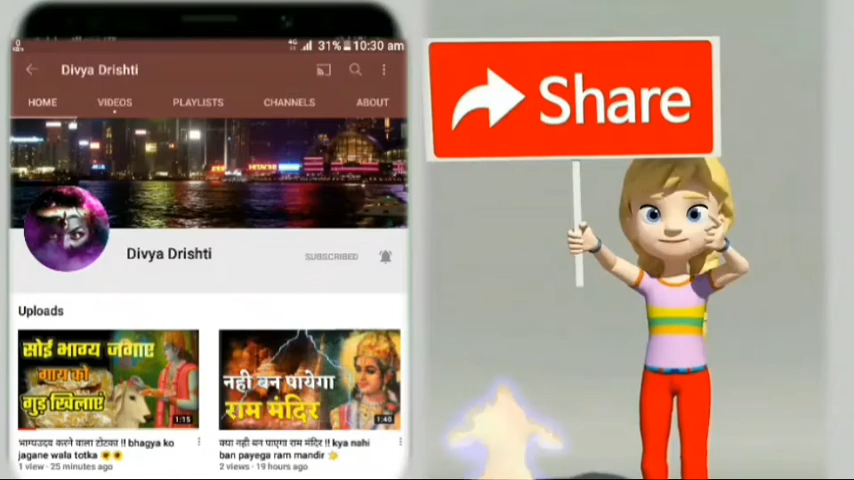 4G 31% 10:30 am
Divya Drishti
HOME VIDEOS PLAYLISTS CHANNELS ABOUT
HITACHI
Divya Drishti
SUBSCRIBED
Uploads
सोई भाग्य जगाए
गाय को
गुड़ खिलाएं
1:15
भाग्यउदय करने वाला टोटका !! bhagya ko
jagane wala totka
1 view · 25 minutes ago
नही बन पायेगा
राम मंदिर
1:40
क्या नही बन पाएगा राम मंदिर !! kya nahi
ban payega ram mandir
2 views · 19 hours ago
Share